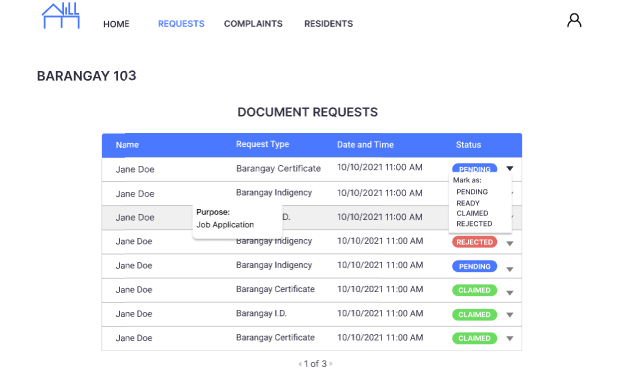 HILL
HOME REQUESTS COMPLAINTS RESIDENTS
BARANGAY 103
DOCUMENT REQUESTS
Name Request Type Date and Time Status
Jane Doe Barangay Certificate 10/10/2021 11:00 AM PENDING
Mark as:
PENDING
READY
CLAIMED
REJECTED
Jane Doe Barangay Indigency 10/10/2021 11:00 AM
Jane Doe I.D. 10/10/2021 11:00 AM
Purpose:
Job Application
Jane Doe Barangay Indigency 10/10/2021 11:00 AM REJECTED
Jane Doe Barangay Indigency 10/10/2021 11:00 AM PENDING
Jane Doe Barangay Certificate 10/10/2021 11:00 AM CLAIMED
Jane Doe Barangay I.D. 10/10/2021 11:00 AM CLAIMED
Jane Doe Barangay Certificate 10/10/2021 11:00 AM CLAIMED
1 of 3